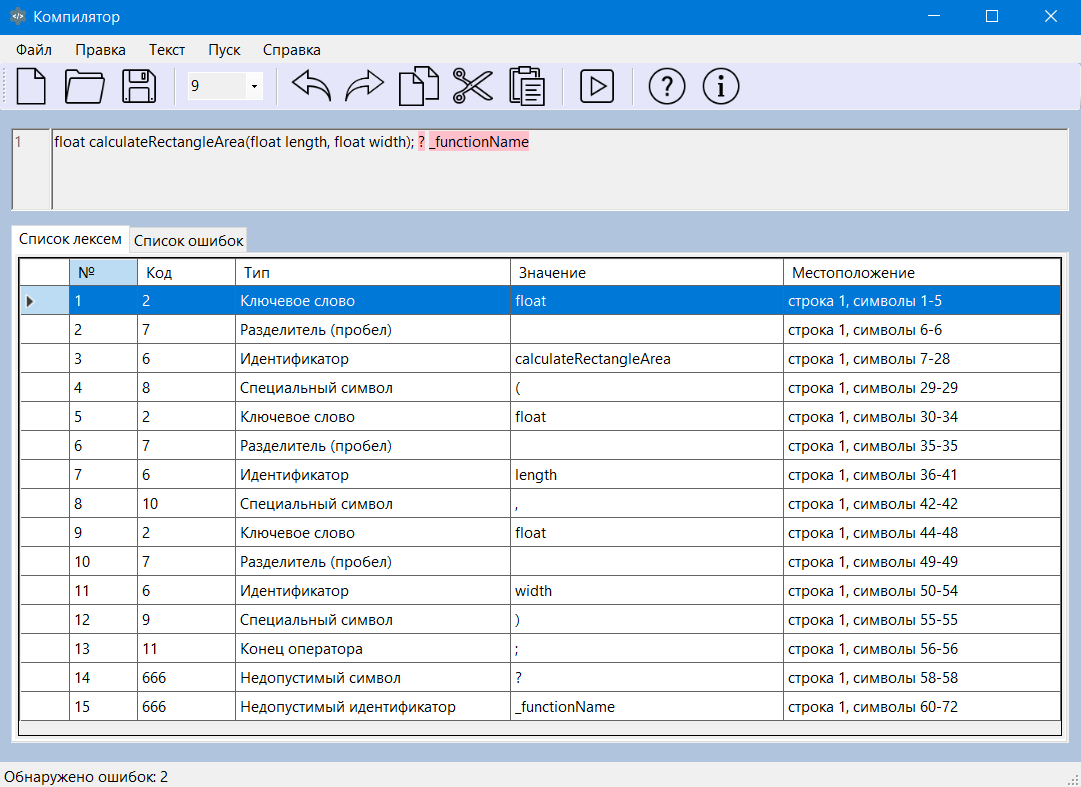 Компилятор
Файл Правка Текст Пуск Справка
9
1 float calculateRectangleArea(float length, float width); ? _functionName
Список лексем Список ошибок
№ Код Тип Значение Местоположение
1 2 Ключевое слово float строка 1, символы 1-5
2 7 Разделитель (пробел) строка 1, символы 6-6
3 6 Идентификатор calculateRectangleArea строка 1, символы 7-28
4 8 Специальный символ ( строка 1, символы 29-29
5 2 Ключевое слово float строка 1, символы 30-34
6 7 Разделитель (пробел) строка 1, символы 35-35
7 6 Идентификатор length строка 1, символы 36-41
8 10 Специальный символ , строка 1, символы 42-42
9 2 Ключевое слово float строка 1, символы 44-48
10 7 Разделитель (пробел) строка 1, символы 49-49
11 6 Идентификатор width строка 1, символы 50-54
12 9 Специальный символ ) строка 1, символы 55-55
13 11 Конец оператора ; строка 1, символы 56-56
14 666 Недопустимый символ ? строка 1, символы 58-58
15 666 Недопустимый идентификатор _functionName строка 1, символы 60-72
Обнаружено ошибок: 2